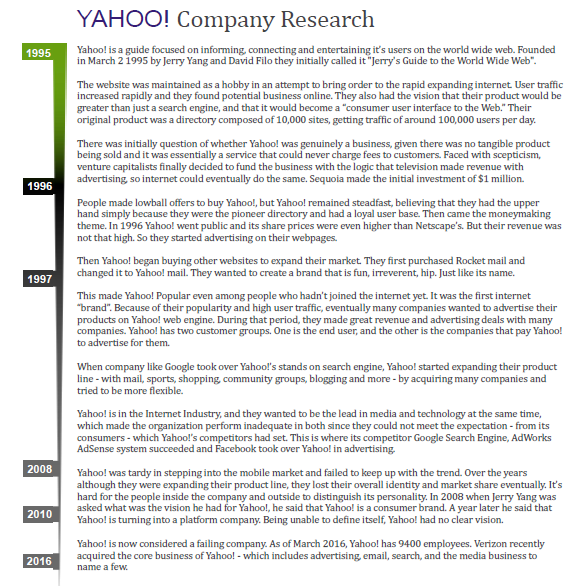 YAHOO! Company Research
1995
Yahoo! is a guide focused on informing, connecting and entertaining it's users on the world wide web. Founded
in March 2 1995 by Jerry Yang and David Filo they initially called it "Jerry's Guide to the World Wide Web".
The website was maintained as a hobby in an attempt to bring order to the rapid expanding internet. User traffic
increased rapidly and they found potential business online. They also had the vision that their product would be
greater than just a search engine, and that it would become a “consumer user interface to the Web.” Their
original product was a directory composed of 10,000 sites, getting traffic of around 100,000 users per day.
There was initially question of whether Yahoo! was genuinely a business, given there was no tangible product
being sold and it was essentially a service that could never charge fees to customers. Faced with scepticism,
venture capitalists finally decided to fund the business with the logic that television made revenue with
advertising, so internet could eventually do the same. Sequoia made the initial investment of $1 million.
1996
People made lowball offers to buy Yahoo!, but Yahoo! remained steadfast, believing that they had the upper
hand simply because they were the pioneer directory and had a loyal user base. Then came the moneymaking
theme. In 1996 Yahoo! went public and its share prices were even higher than Netscape's. But their revenue was
not that high. So they started advertising on their webpages.
Then Yahoo! began buying other websites to expand their market. They first purchased Rocket mail and
changed it to Yahoo! mail. They wanted to create a brand that is fun, irreverent, hip. Just like its name.
1997
This made Yahoo! Popular even among people who hadn't joined the internet yet. It was the first internet
“brand”. Because of their popularity and high user traffic, eventually many companies wanted to advertise their
products on Yahoo! web engine. During that period, they made great revenue and advertising deals with many
companies. Yahoo! has two customer groups. One is the end user, and the other is the companies that pay Yahoo!
to advertise for them.
When company like Google took over Yahoo!'s stands on search engine, Yahoo! started expanding their product
line - with mail, sports, shopping, community groups, blogging and more - by acquiring many companies and
tried to be more flexible.
Yahoo! is in the Internet Industry, and they wanted to be the lead in media and technology at the same time,
which made the organization perform inadequate in both since they could not meet the expectation - from its
consumers - which Yahoo!'s competitors had set. This is where its competitor Google Search Engine, AdWorks
AdSense system succeeded and Facebook took over Yahoo! in advertising.
2008
Yahoo! was tardy in stepping into the mobile market and failed to keep up with the trend. Over the years
although they were expanding their product line, they lost their overall identity and market share eventually. It's
hard for the people inside the company and outside to distinguish its personality. In 2008 when Jerry Yang was
asked what was the vision he had for Yahoo!, he said that Yahoo! is a consumer brand. A year later he said that
Yahoo! is turning into a platform company. Being unable to define itself, Yahoo! had no clear vision.
2010
Yahoo! is now considered a failing company. As of March 2016, Yahoo! has 9400 employees. Verizon recently
acquired the core business of Yahoo! - which includes advertising, email, search, and the media business to
name a few.
2016